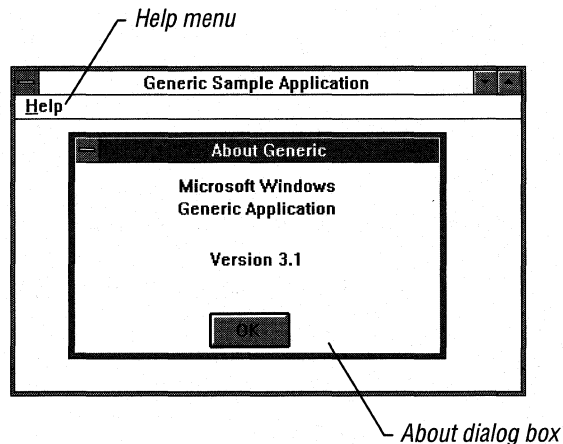 Help menu
Generic Sample Application
Help
About Generic
Microsoft Windows
Generic Application
Version 3.1
OK
About dialog box